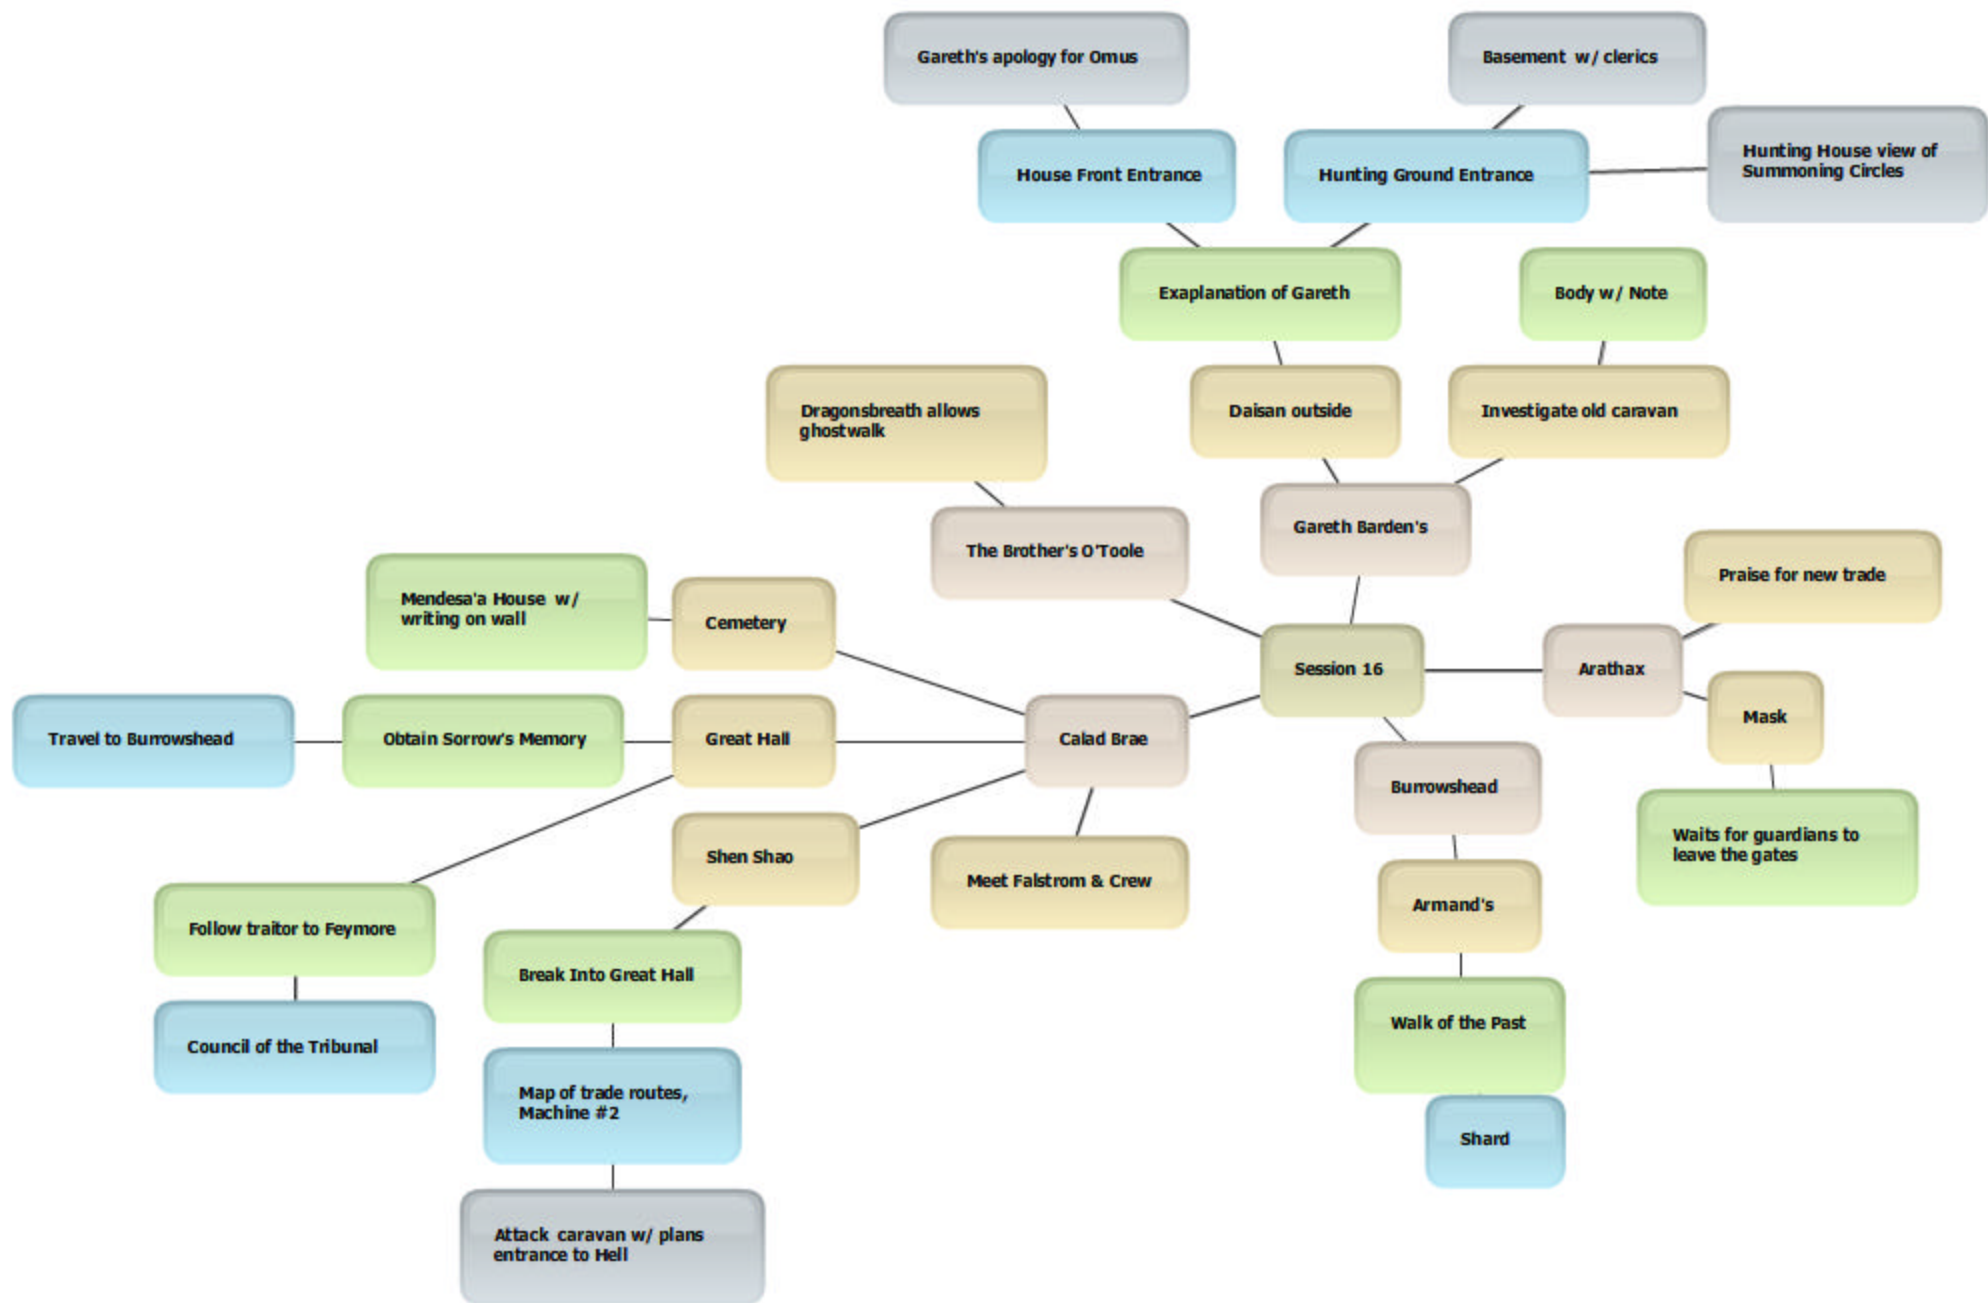 Gareth's apology for Omus
Basement w/ clerics
Hunting House view of
Summoning Circles
House Front Entrance
Hunting Ground Entrance
Exaplanation of Gareth
Body w/ Note
Dragonsbreath allows
ghostwalk
Daisan outside
Investigate old caravan
Gareth Barden's
The Brother's O'Toole
Praise for new trade
Mendesa'a House w/
writing on wall
Cemetery
Session 16
Arathax
Mask
Travel to Burrowshead
Obtain Sorrow's Memory
Great Hall
Calad Brae
Burrowshead
Waits for guardians to
leave the gates
Shen Shao
Meet Falstrom & Crew
Armand's
Follow traitor to Feymore
Break Into Great Hall
Walk of the Past
Council of the Tribunal
Map of trade routes,
Machine #2
Shard
Attack caravan w/ plans
entrance to Hell